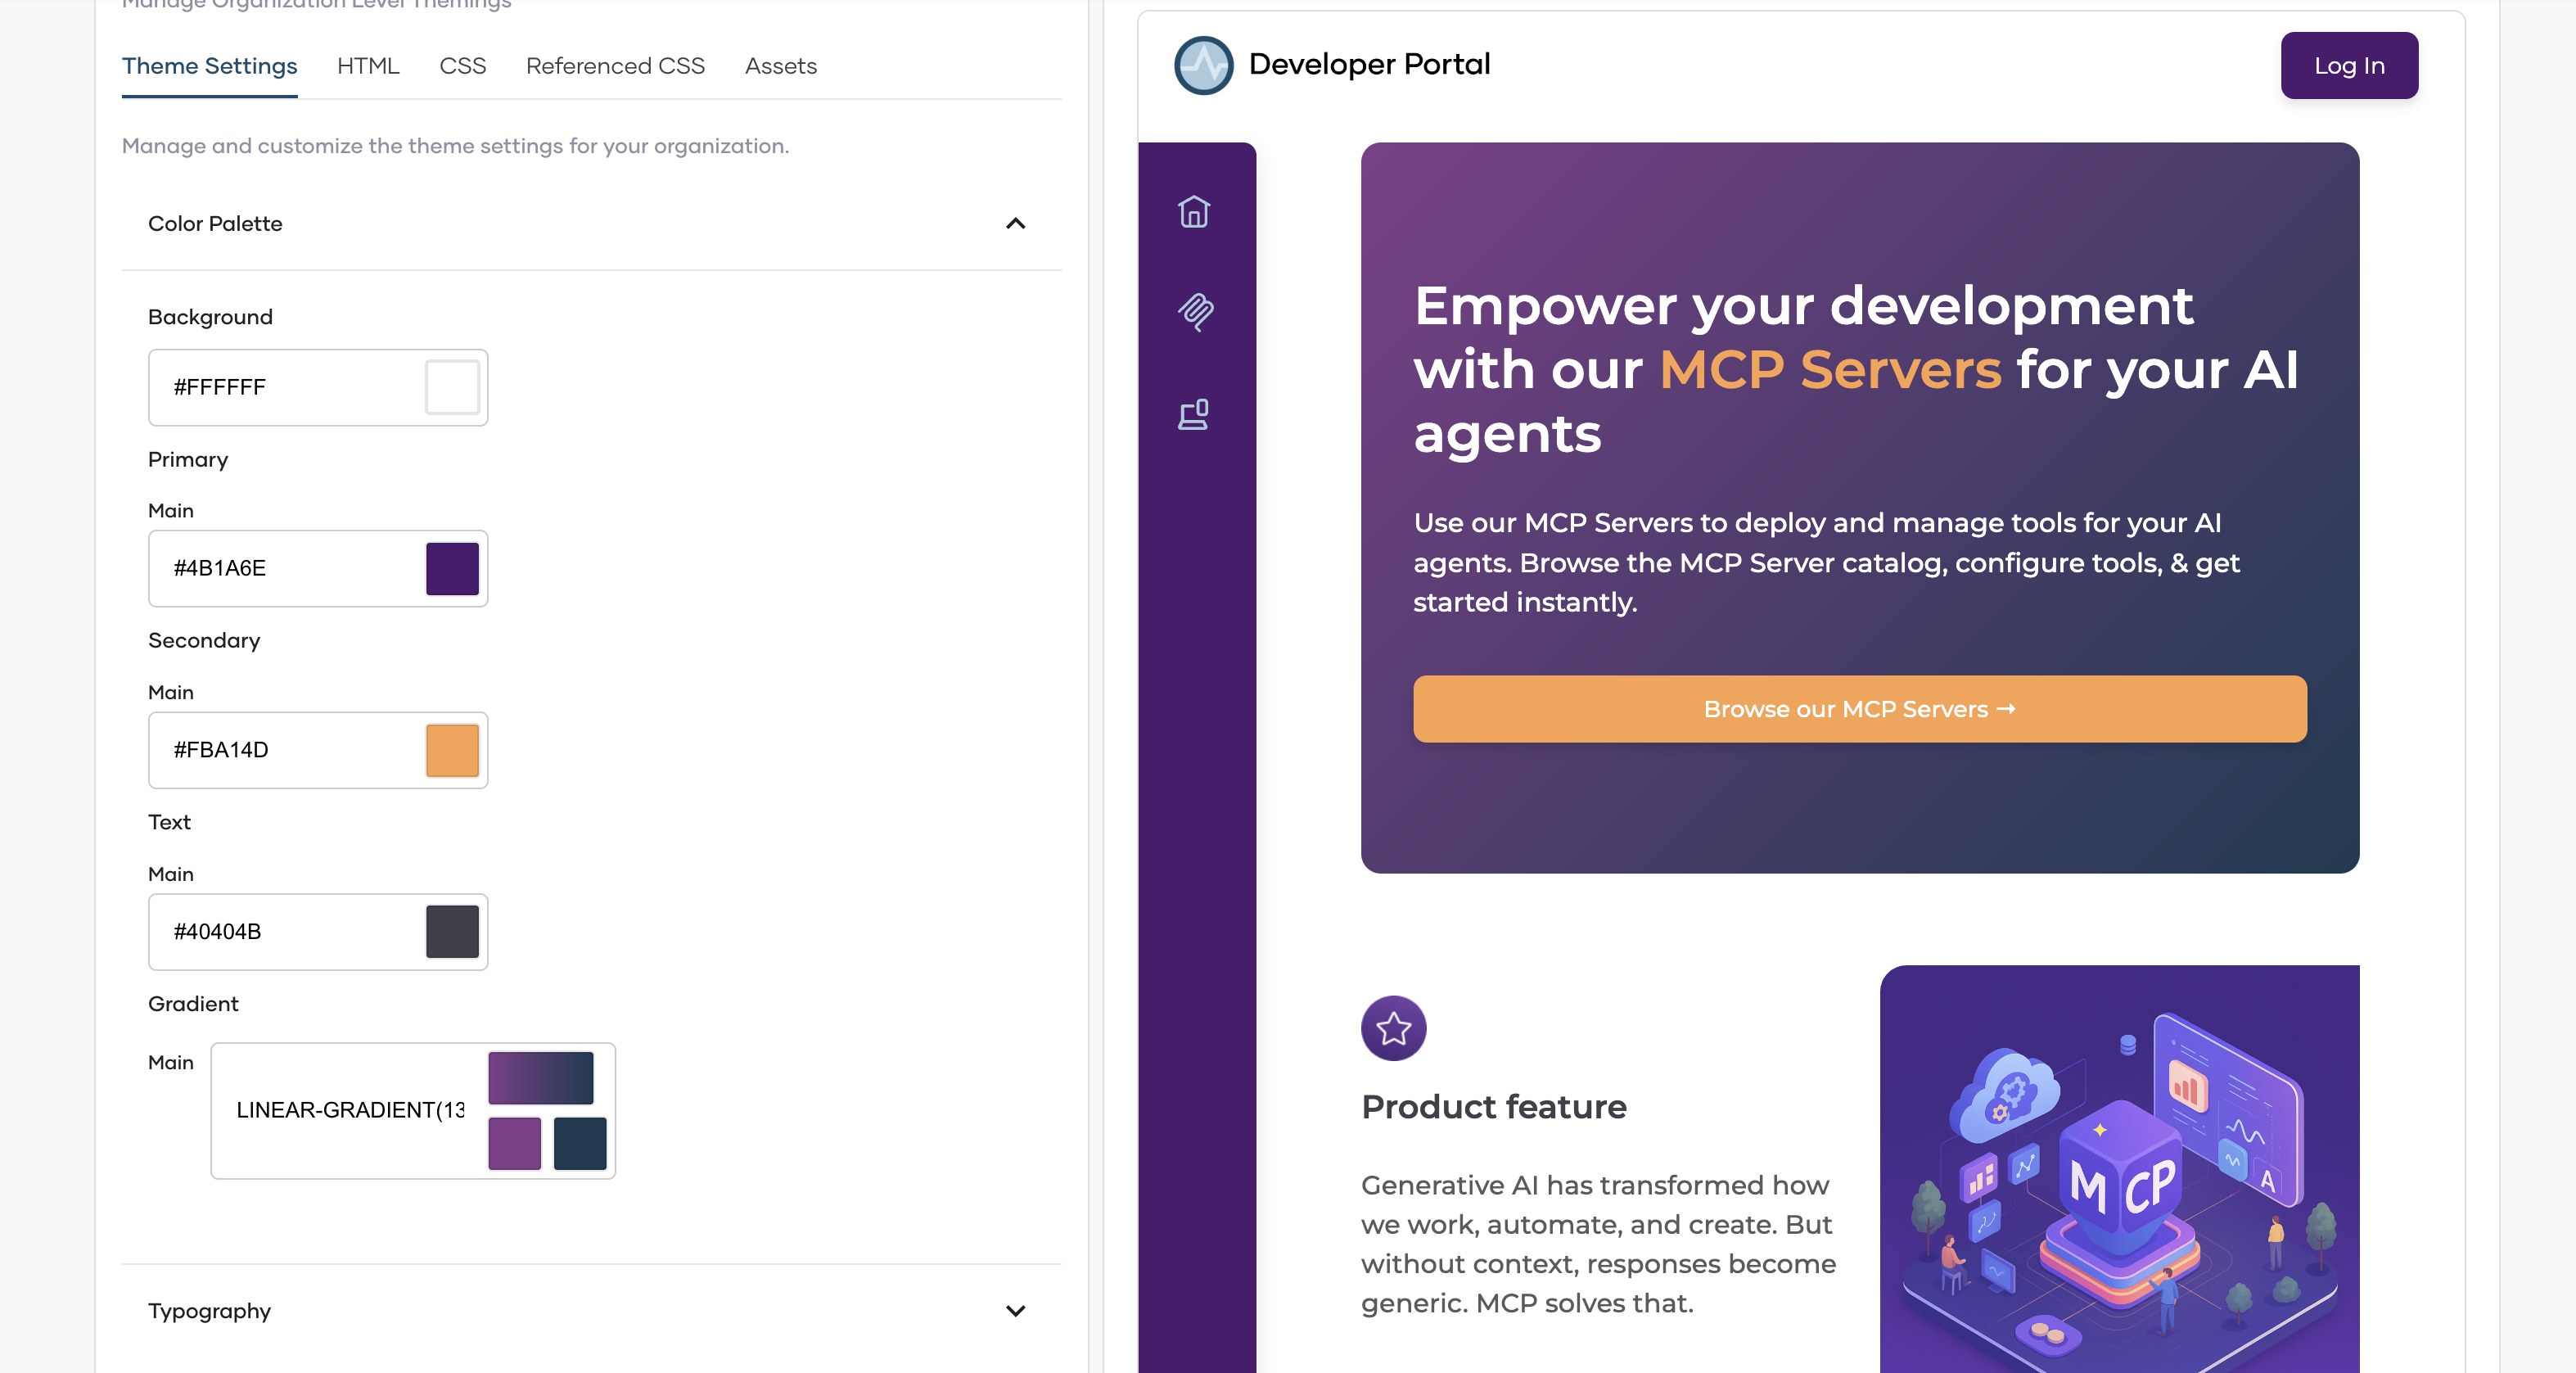 Manage Organization Level Themings
Theme Settings HTML CSS Referenced CSS Assets
Manage and customize the theme settings for your organization.
Color Palette
Background
#FFFFFF
Primary
Main
#4B1A6E
Secondary
Main
#FBA14D
Text
Main
#40404B
Gradient
Main
LINEAR-GRADIENT(13
Typography
Developer Portal
Log In
Empower your development
with our MCP Servers for your AI
agents
Use our MCP Servers to deploy and manage tools for your AI
agents. Browse the MCP Server catalog, configure tools, & get
started instantly.
Browse our MCP Servers →
Product feature
Generative AI has transformed how
we work, automate, and create. But
without context, responses become
generic. MCP solves that.
MCP
A